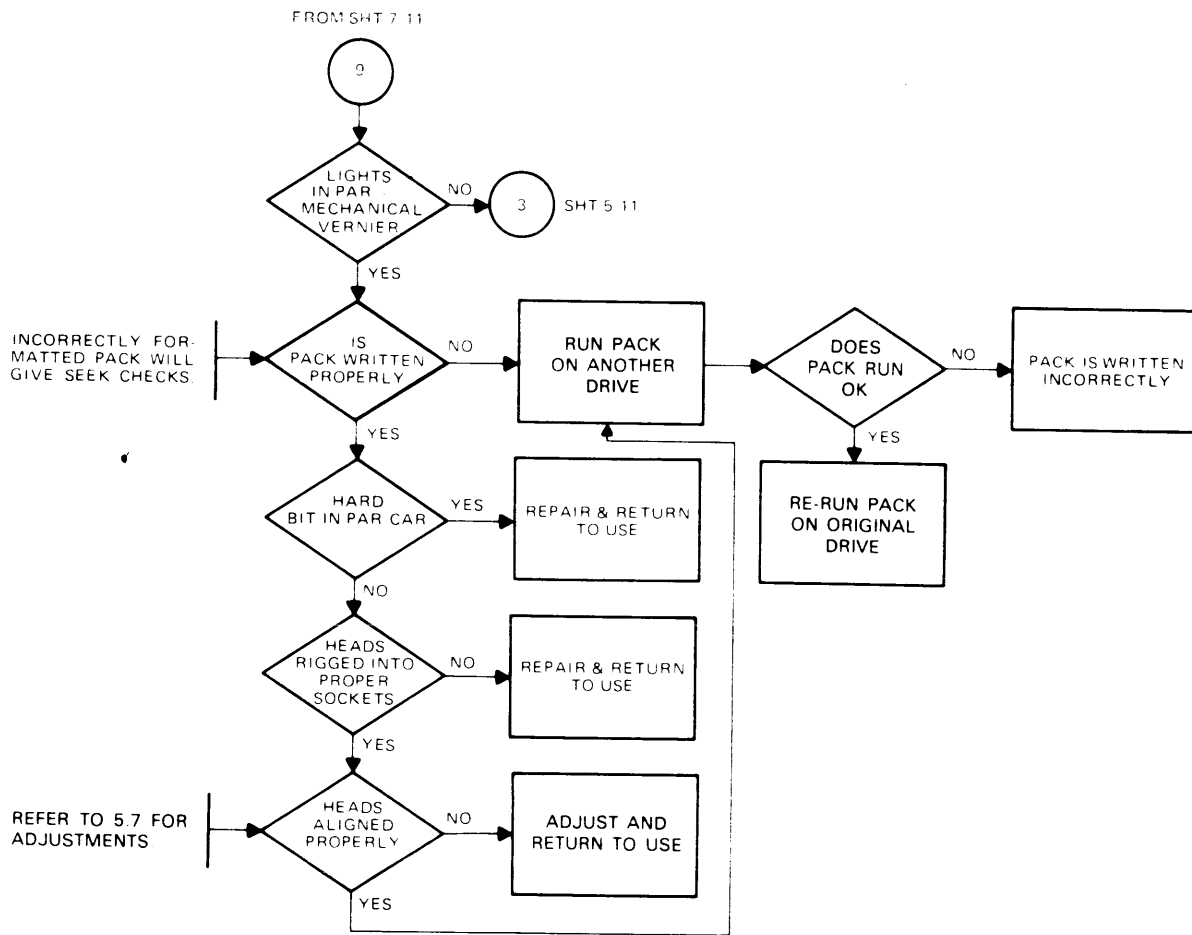 FROM SHT 7 11
9
LIGHTS
IN PAR
MECHANICAL
VERNIER
NO
3
SHT 5 11
YES
INCORRECTLY FOR-
MATTED PACK WILL
GIVE SEEK CHECKS.
IS
PACK WRITTEN
PROPERLY
NO
RUN PACK
ON ANOTHER
DRIVE
DOES
PACK RUN
OK
NO
PACK IS WRITTEN
INCORRECTLY
YES
YES
RE-RUN PACK
ON ORIGINAL
DRIVE
HARD
BIT IN PAR CAR
YES
REPAIR & RETURN
TO USE
NO
HEADS
RIGGED INTO
PROPER
SOCKETS
NO
REPAIR & RETURN
TO USE
YES
REFER TO 5.7 FOR
ADJUSTMENTS
HEADS
ALIGNED
PROPERLY
NO
ADJUST AND
RETURN TO USE
YES